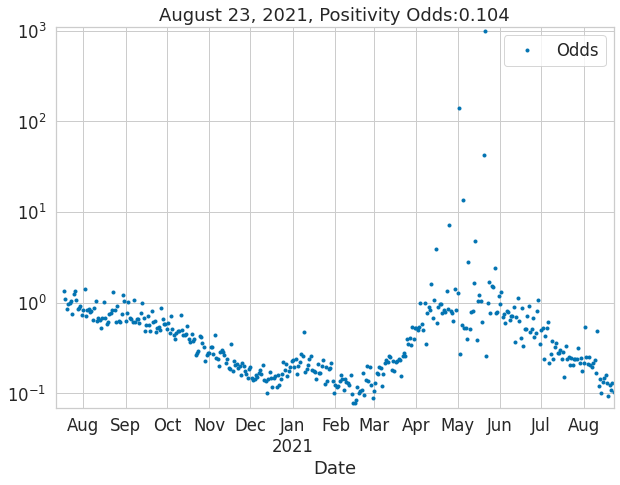 August 23, 2021, Positivity Odds:0.104
10³
Odds
10²
10¹
10⁰
10⁻¹
Aug Sep Oct Nov Dec Jan Feb Mar Apr May Jun Jul Aug
2021
Date